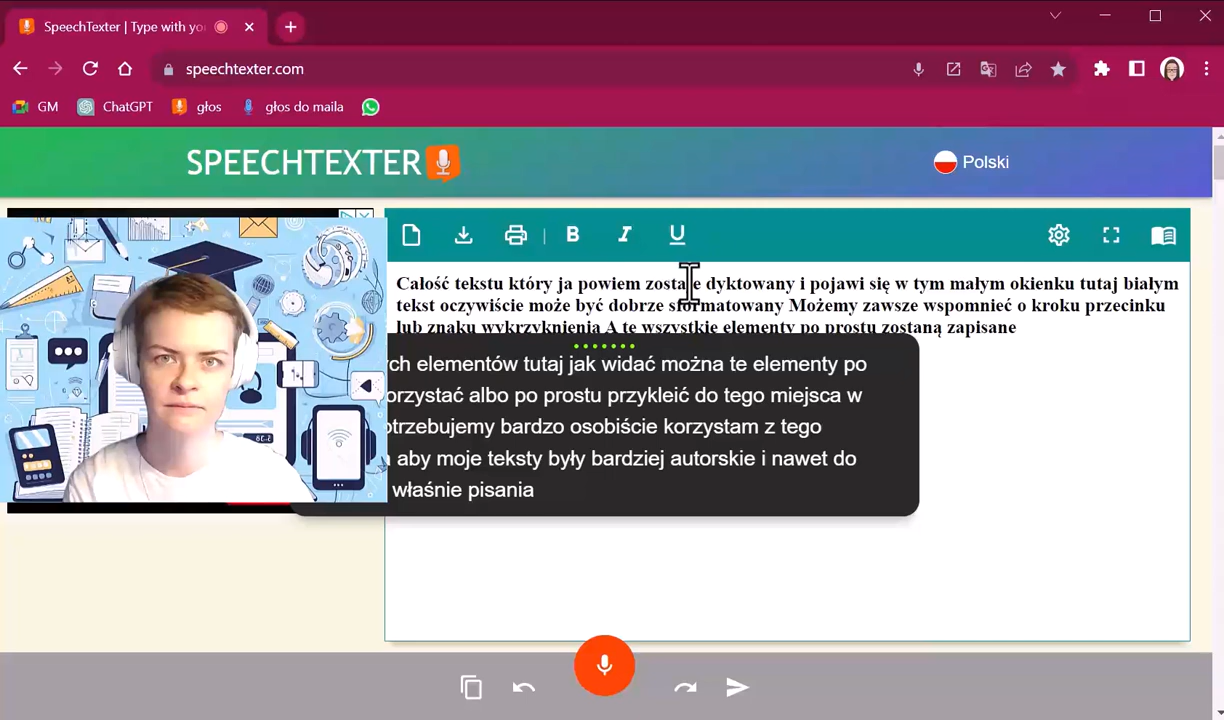 SpeechTexter | Type with yo
speechtexter.com
GM ChatGPT głos głos do maila
SPEECHTEXTER
Polski
B I U
Całość tekstu który ja powiem zostaje dyktowany i pojawi się w tym małym okienku tutaj białym
tekst oczywiście może być dobrze sformatowany Możemy zawsze wspomnieć o kroku przecinku
lub znaku wykrzyknienia A te wszystkie elementy po prostu zostaną zapisane
ych elementów tutaj jak widać można te elementy po
orzystać albo po prostu przykleić do tego miejsca w
otrzebujemy bardzo osobiście korzystam z tego
aby moje teksty były bardziej autorskie i nawet do
właśnie pisania